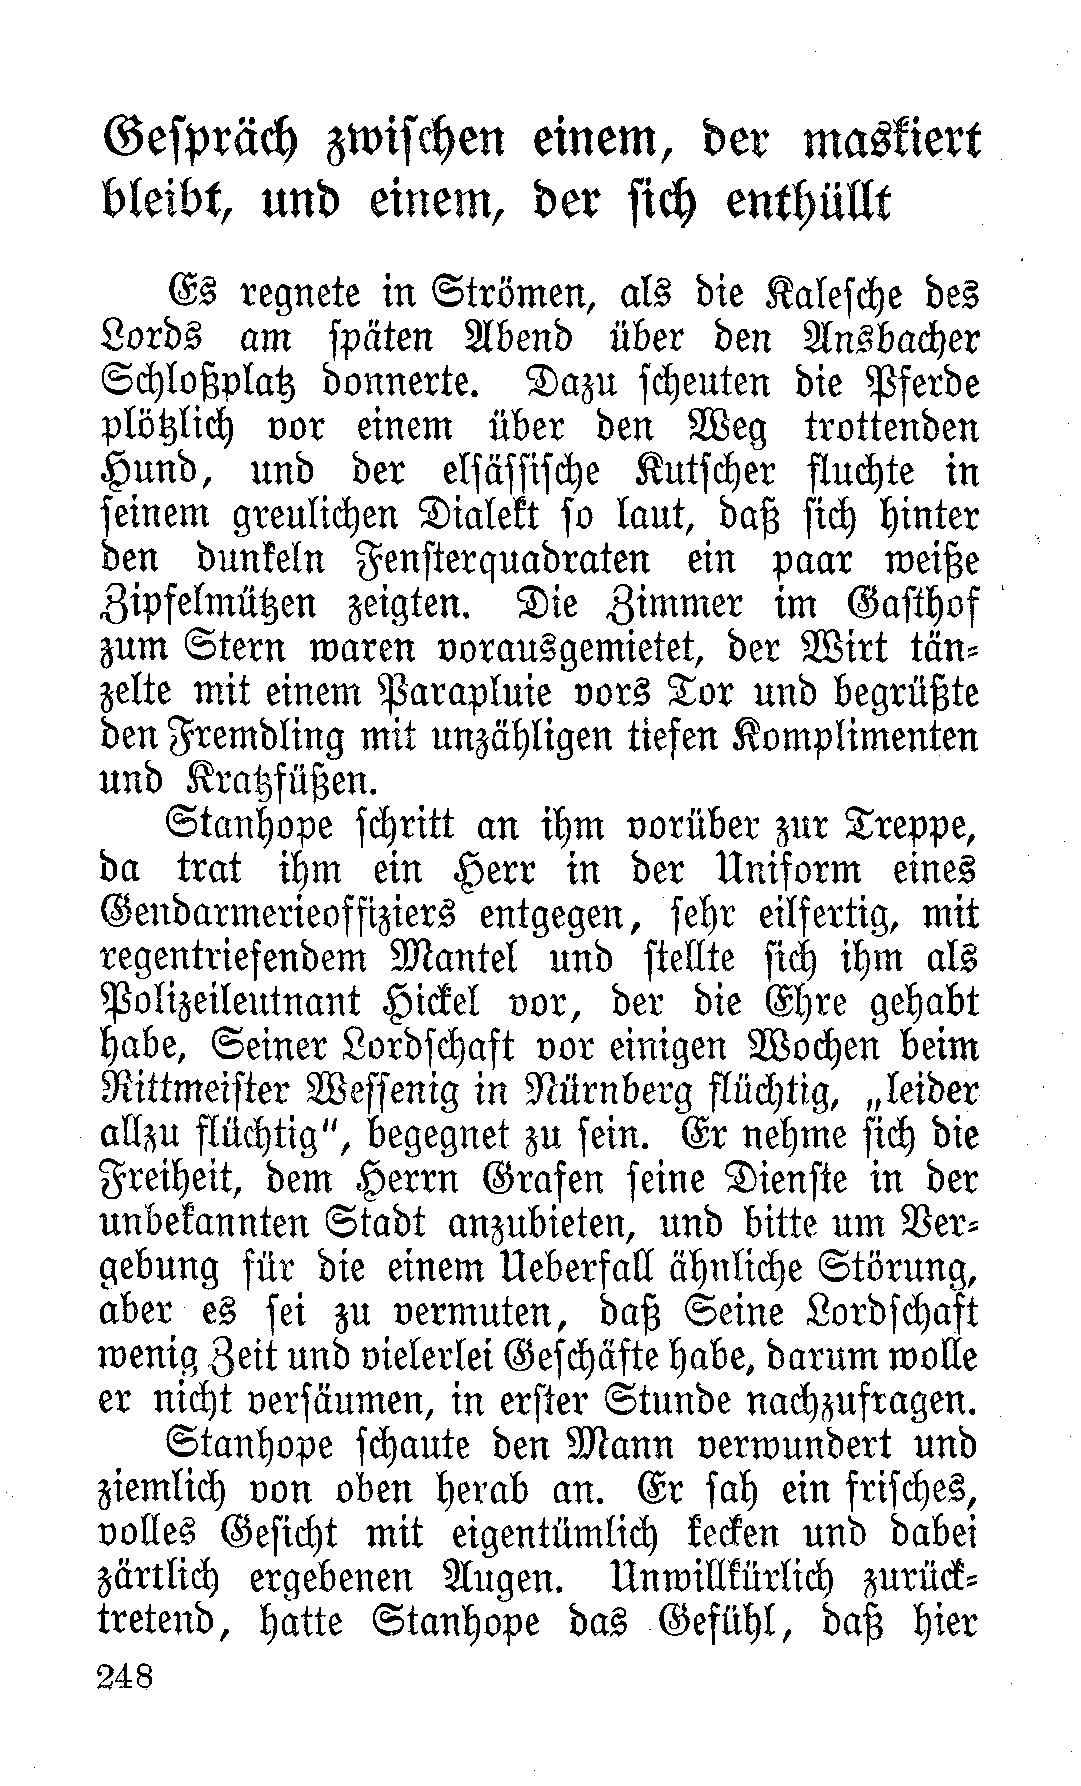 Gespräch zwischen einem, der maskiert
bleibt, und einem, der sich enthüllt
Es regnete in Strömen, als die Kalesche des
Lords am späten Abend über den Ansbacher
Schloßplatz donnerte. Dazu scheuten die Pferde
plötzlich vor einem über den Weg trottenden
Hund, und der elsässische Kutscher fluchte in
seinem greulichen Dialekt so laut, daß sich hinter
den dunkeln Fensterquadraten ein paar weiße
Zipfelmützen zeigten. Die Zimmer im Gasthof
zum Stern waren vorausgemietet, der Wirt tän-
zelte mit einem Parapluie vors Tor und begrüßte
den Fremdling mit unzähligen tiefen Komplimenten
und Kratzfüßen.
Stanhope schritt an ihm vorüber zur Treppe,
da trat ihm ein Herr in der Uniform eines
Gendarmerieoffiziers entgegen, sehr eilfertig, mit
regentriefendem Mantel und stellte sich ihm als
Polizeileutnant Hickel vor, der die Ehre gehabt
habe, Seiner Lordschaft vor einigen Wochen beim
Rittmeister Wessenig in Nürnberg flüchtig, „leider
allzu flüchtig“, begegnet zu sein. Er nehme sich die
Freiheit, dem Herrn Grafen seine Dienste in der
unbekannten Stadt anzubieten, und bitte um Ver-
gebung für die einem Ueberfall ähnliche Störung,
aber es sei zu vermuten, daß Seine Lordschaft
wenig Zeit und vielerlei Geschäfte habe, darum wolle
er nicht versäumen, in erster Stunde nachzufragen.
Stanhope schaute den Mann verwundert und
ziemlich von oben herab an. Er sah ein frisches,
volles Gesicht mit eigentümlich kecken und dabei
zärtlich ergebenen Augen. Unwillkürlich zurück-
tretend, hatte Stanhope das Gefühl, daß hier
248